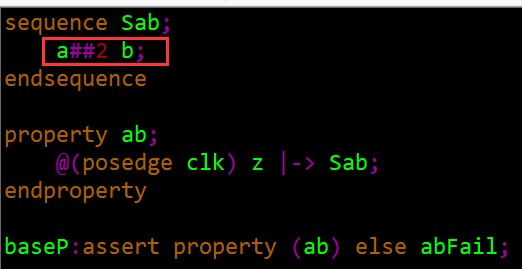 sequence Sab;
a##2 b;
endsequence
property ab;
@(posedge clk) z |-> Sab;
endproperty
baseP:assert property (ab) else abFail;